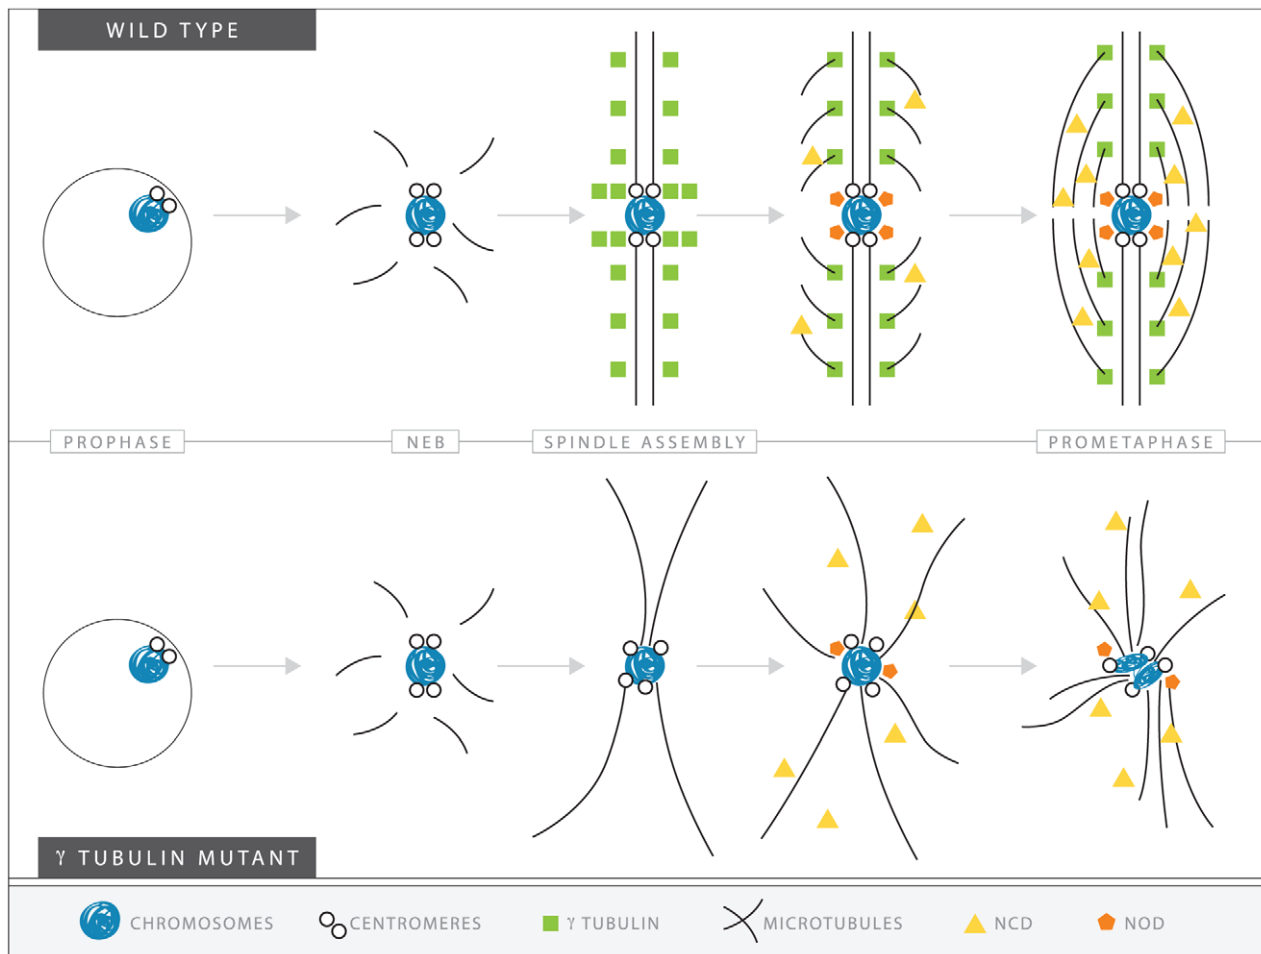 WILD TYPE
PROPHASE
NEB
SPINDLE ASSEMBLY
PROMETAPHASE
γ TUBULIN MUTANT
CHROMOSOMES
CENTROMERES
γ TUBULIN
MICROTUBULES
NCD
NOD